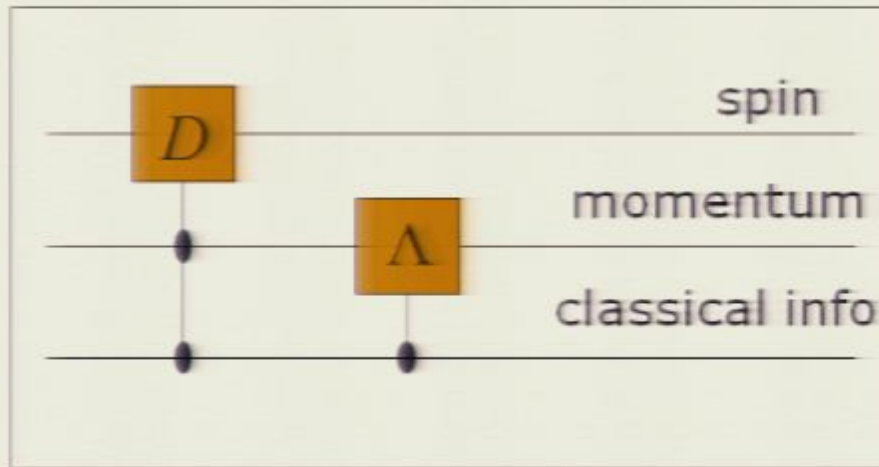 spin
D
momentum
Λ
classical info